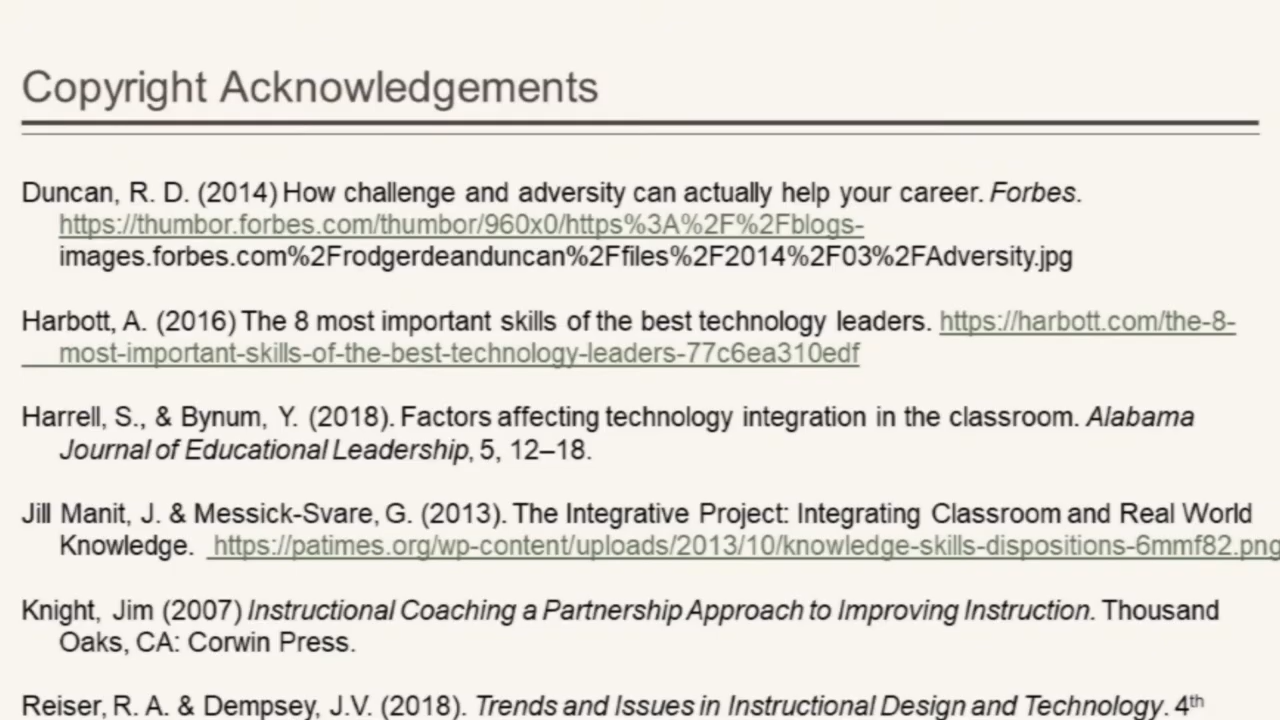 Copyright Acknowledgements
Duncan, R. D. (2014) How challenge and adversity can actually help your career. Forbes.
https://thumbor.forbes.com/thumbor/960x0/https%3A%2F%2Fblogs-
images.forbes.com%2Frodgerdeanduncan%2Ffiles%2F2014%2F03%2FAdversity.jpg
Harbott, A. (2016) The 8 most important skills of the best technology leaders. https://harbott.com/the-8-
most-important-skills-of-the-best-technology-leaders-77c6ea310edf
Harrell, S., & Bynum, Y. (2018). Factors affecting technology integration in the classroom. Alabama
Journal of Educational Leadership, 5, 12–18.
Jill Manit, J. & Messick-Svare, G. (2013). The Integrative Project: Integrating Classroom and Real World
Knowledge. https://patimes.org/wp-content/uploads/2013/10/knowledge-skills-dispositions-6mmf82.png
Knight, Jim (2007) Instructional Coaching a Partnership Approach to Improving Instruction. Thousand
Oaks, CA: Corwin Press.
Reiser, R. A. & Dempsey, J.V. (2018). Trends and Issues in Instructional Design and Technology. 4th